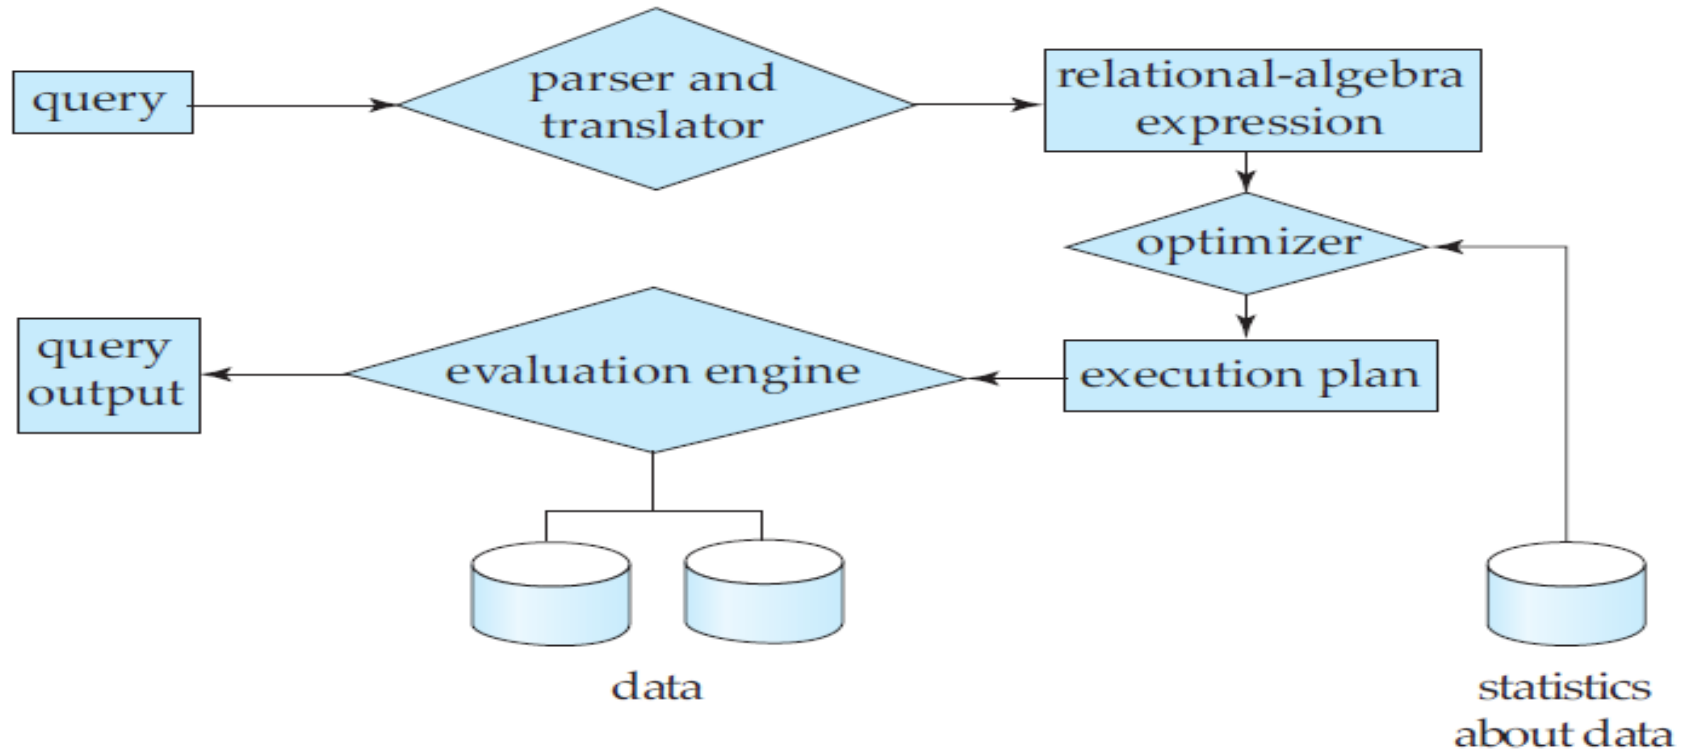 query
parser and
translator
relational-algebra
expression
optimizer
execution plan
evaluation engine
query
output
data
statistics
about data